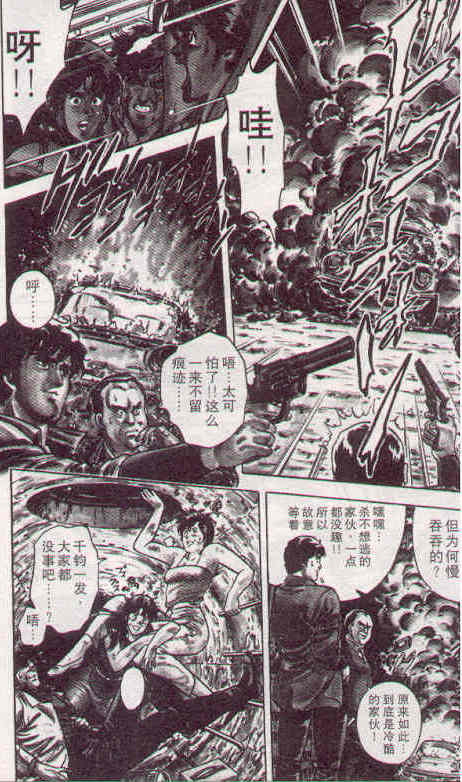 哇!!
呀!!
唔…太可
怕了!!这么
一来不留
痕迹……
呼……
但为何慢
吞吞的?
嘿嘿…
杀不想逃的
家伙，一点
都没趣!!
所以
故意
等着
原来如此…
到底是冷酷
的家伙!
千钧一发，
大家都
没事吧……?
唔…